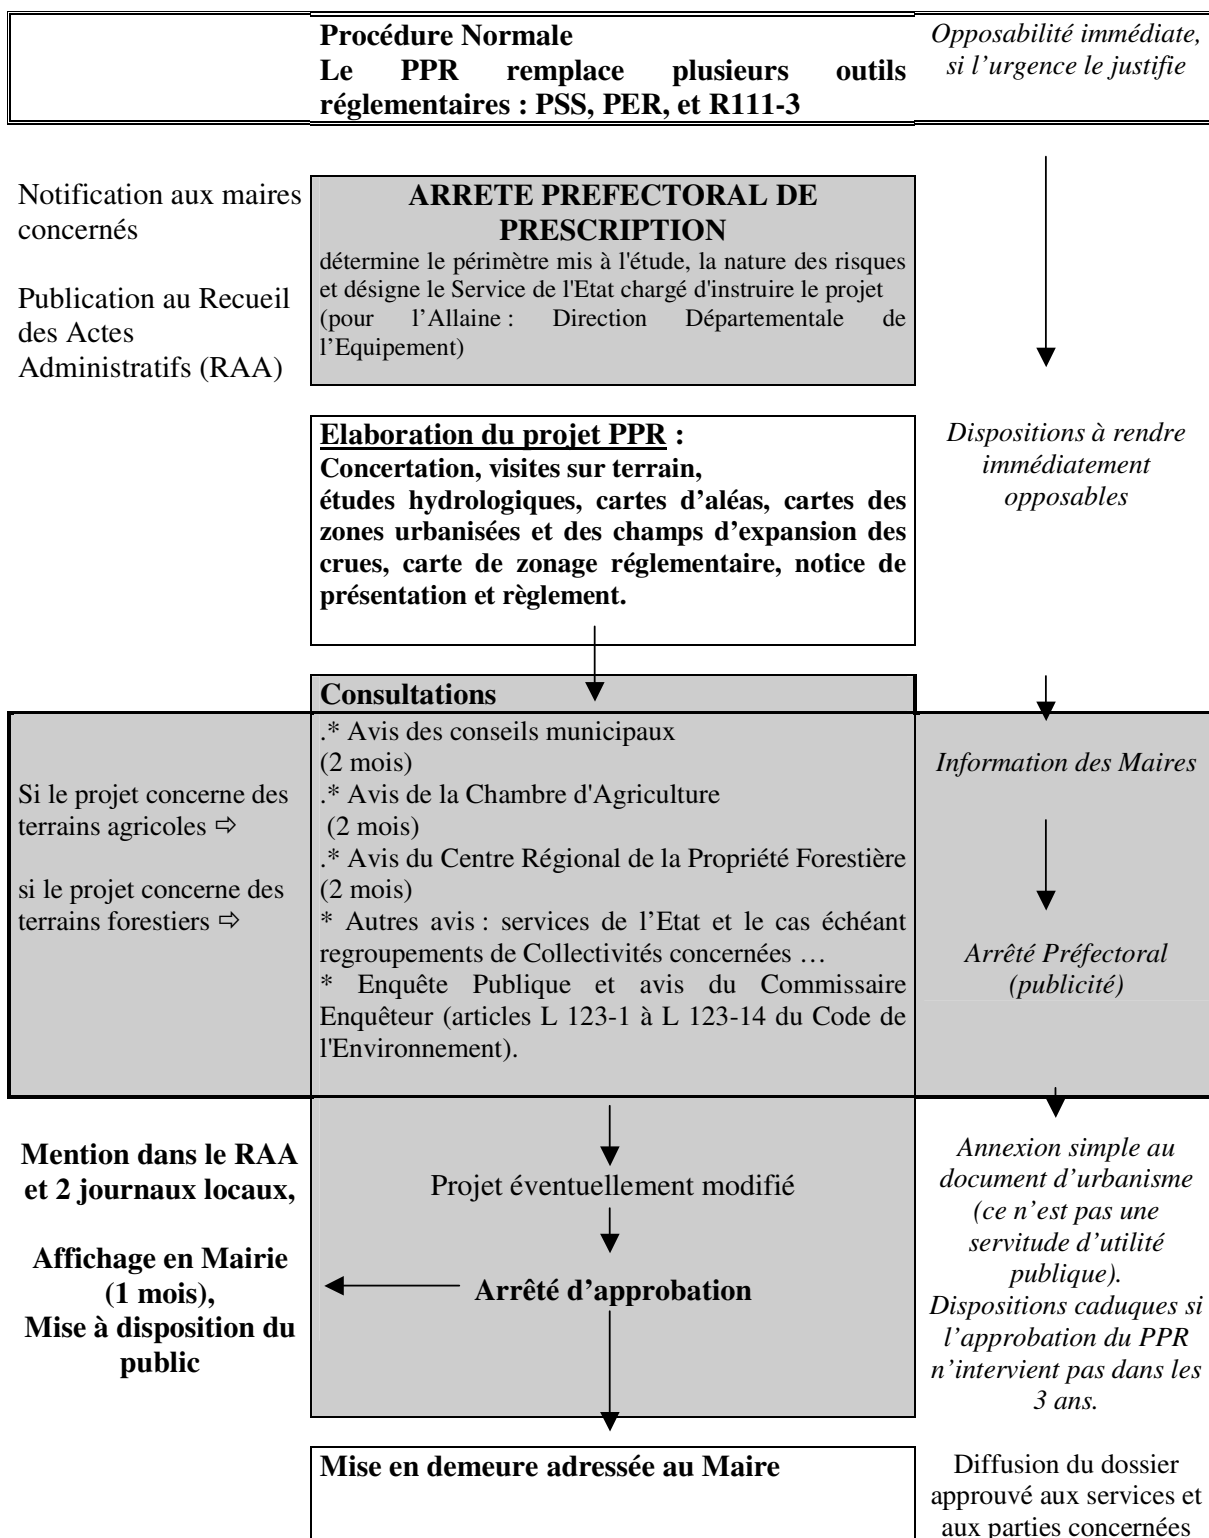 Procédure Normale
Le PPR remplace plusieurs outils
réglementaires : PSS, PER, et R111-3
Opposabilité immédiate,
si l’urgence le justifie
Notification aux maires
concernés
Publication au Recueil
des Actes
Administratifs (RAA)
ARRETE PREFECTORAL DE
PRESCRIPTION
détermine le périmètre mis à l'étude, la nature des risques
et désigne le Service de l'Etat chargé d'instruire le projet
(pour l’Allaine : Direction Départementale de
l’Equipement)
Elaboration du projet PPR :
Concertation, visites sur terrain,
études hydrologiques, cartes d’aléas, cartes des
zones urbanisées et des champs d’expansion des
crues, carte de zonage réglementaire, notice de
présentation et règlement.
Dispositions à rendre
immédiatement
opposables
Consultations
Si le projet concerne des
terrains agricoles ⇨
si le projet concerne des
terrains forestiers ⇨
.* Avis des conseils municipaux
(2 mois)
.* Avis de la Chambre d'Agriculture
(2 mois)
.* Avis du Centre Régional de la Propriété Forestière
(2 mois)
* Autres avis : services de l’Etat et le cas échéant
regroupements de Collectivités concernées …
* Enquête Publique et avis du Commissaire
Enquêteur (articles L 123-1 à L 123-14 du Code de
l'Environnement).
Information des Maires
Arrêté Préfectoral
(publicité)
Mention dans le RAA
et 2 journaux locaux,
Affichage en Mairie
(1 mois),
Mise à disposition du
public
Projet éventuellement modifié
Arrêté d’approbation
Annexion simple au
document d’urbanisme
(ce n’est pas une
servitude d’utilité
publique).
Dispositions caduques si
l’approbation du PPR
n’intervient pas dans les
3 ans.
Mise en demeure adressée au Maire
Diffusion du dossier
approuvé aux services et
aux parties concernées